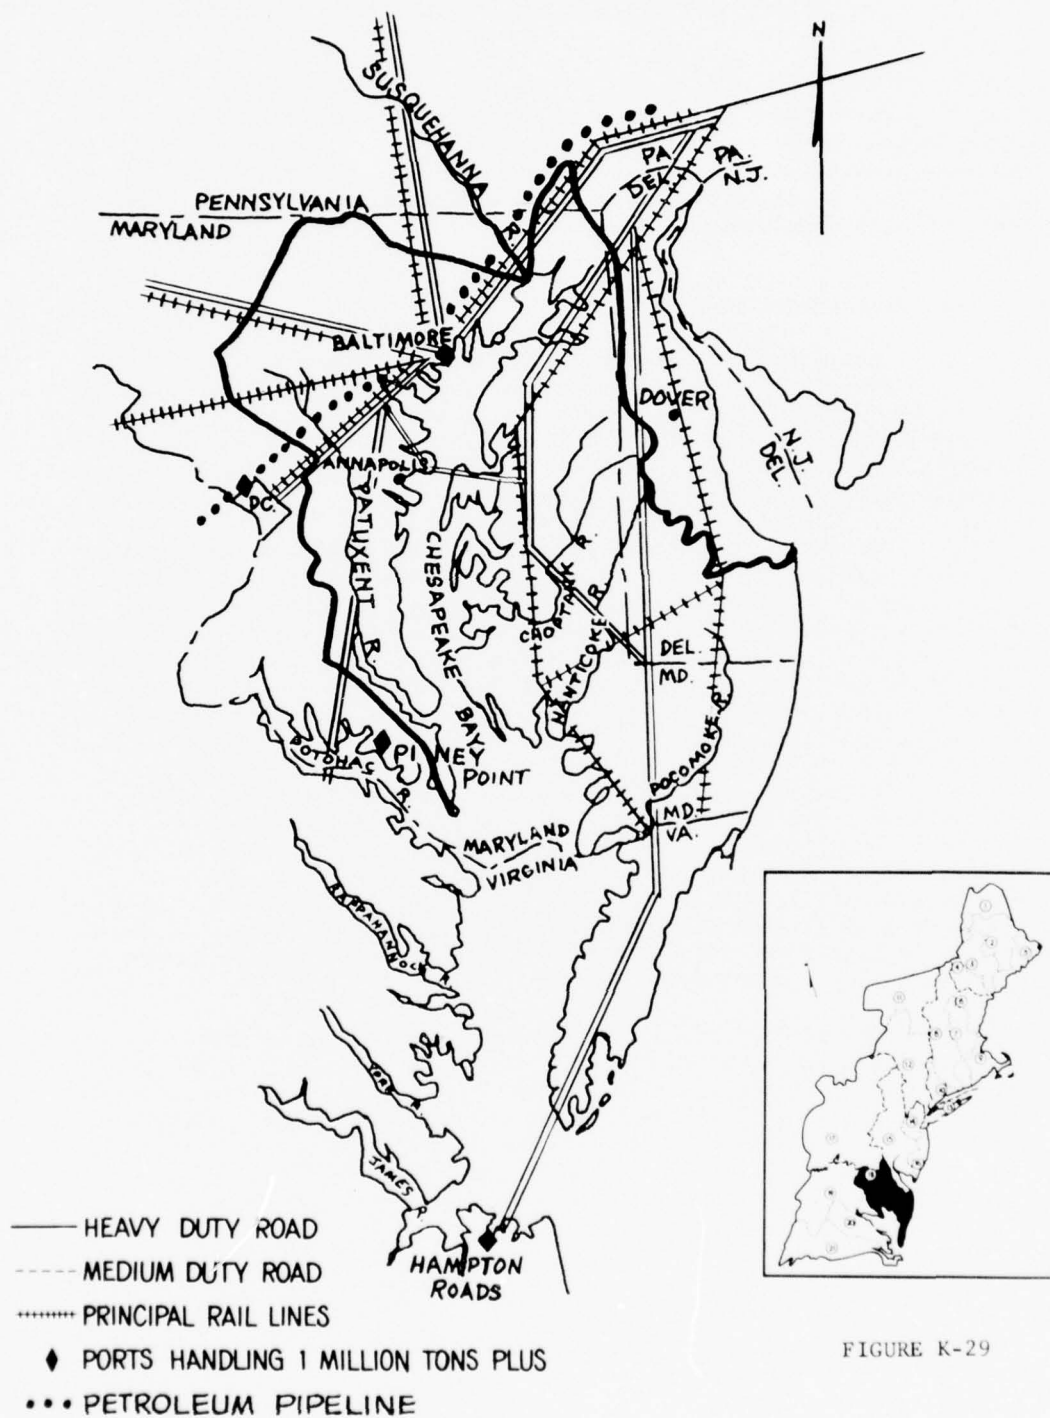 N
SUSQUEHANNA
R.
PA.
DEL.
PA.
N.J.
PENNSYLVANIA
MARYLAND
BALTIMORE
DOVER
N.J.
DEL.
ANNAPOLIS
D.C.
PATUXENT
R.
CHESAPEAKE
BAY
CHOPTANK R.
NANTICOKE R.
DEL.
MD.
POCOMOKE R.
POTOMAC
R.
PINEY
POINT
MD.
VA.
MARYLAND
VIRGINIA
RAPPAHANNOCK R.
YORK R.
JAMES
R.
HAMPTON
ROADS
HEAVY DUTY ROAD
MEDIUM DUTY ROAD
PRINCIPAL RAIL LINES
PORTS HANDLING 1 MILLION TONS PLUS
PETROLEUM PIPELINE
FIGURE K-29